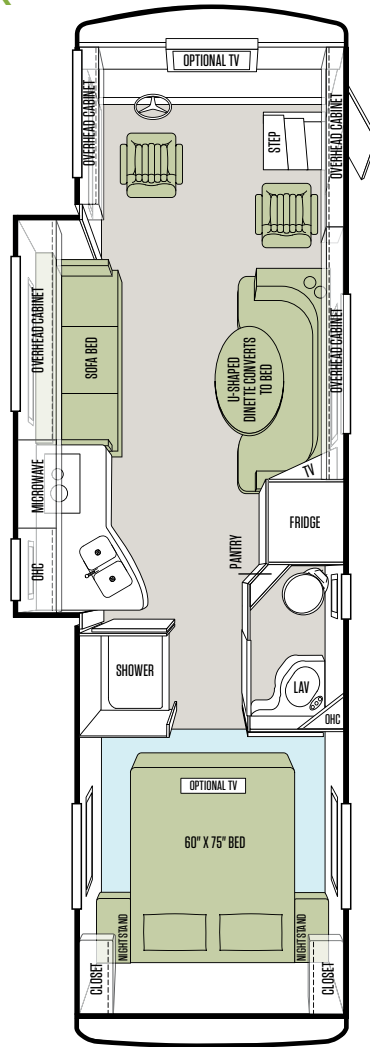 OPTIONAL TV
OVERHEAD CABINET
OVERHEAD CABINET
STEP
OVERHEAD CABINET
SOFA BED
U-SHAPED
DINETTE CONVERTS
TO BED
OVERHEAD CABINET
TV
MICROWAVE
FRIDGE
OHC
PANTRY
SHOWER
LAV
OHC
OPTIONAL TV
60" X 75" BED
NIGHTSTAND
NIGHTSTAND
CLOSET
CLOSET